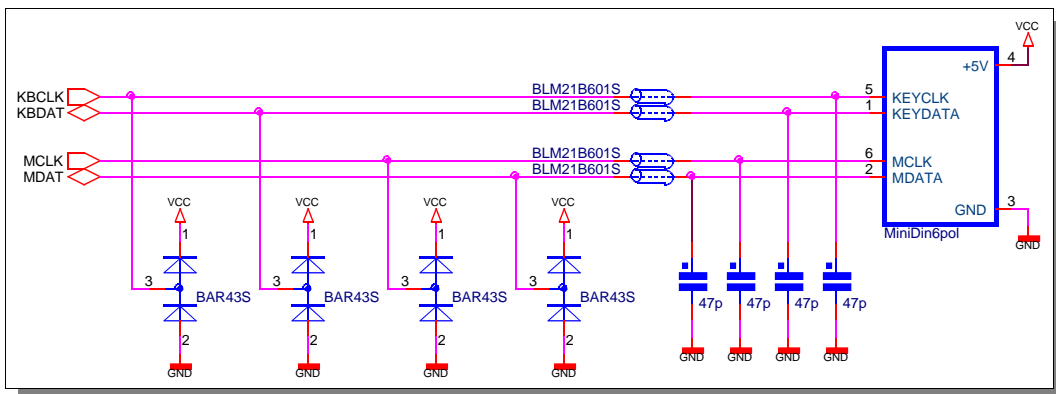 VCC
4
+5V
BLM21B601S
KBCLK
5
KEYCLK
BLM21B601S
KBDAT
1
KEYDATA
BLM21B601S
MCLK
6
MCLK
BLM21B601S
MDAT
2
MDATA
3
GND
GND
MiniDin6pol
VCC
VCC
VCC
VCC
1
1
1
1
3
3
3
3
BAR43S
BAR43S
BAR43S
BAR43S
47p
47p
47p
47p
2
2
2
2
GND
GND
GND
GND
GND
GND
GND
GND